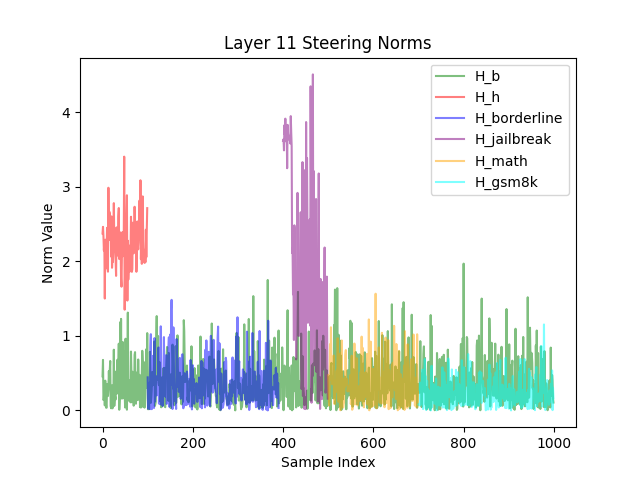 Layer 11 Steering Norms
H_b
H_h
H_borderline
H_jailbreak
H_math
H_gsm8k
Norm Value
4
3
2
1
0
0 200 400 600 800 1000
Sample Index